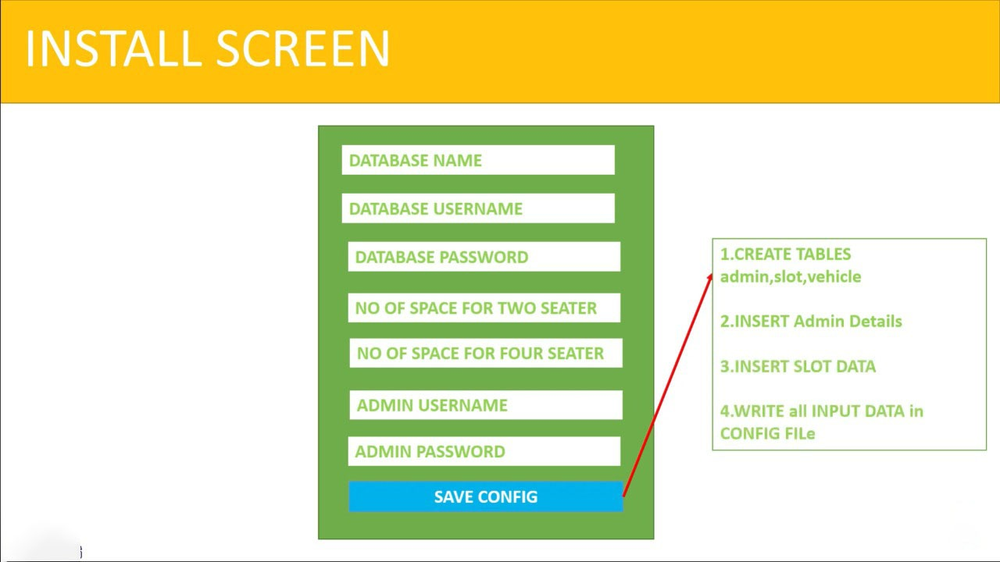 INSTALL SCREEN
DATABASE NAME
DATABASE USERNAME
DATABASE PASSWORD
NO OF SPACE FOR TWO SEATER
NO OF SPACE FOR FOUR SEATER
ADMIN USERNAME
ADMIN PASSWORD
SAVE CONFIG
1.CREATE TABLES
admin,slot,vehicle
2.INSERT Admin Details
3.INSERT SLOT DATA
4.WRITE all INPUT DATA in
CONFIG FILe